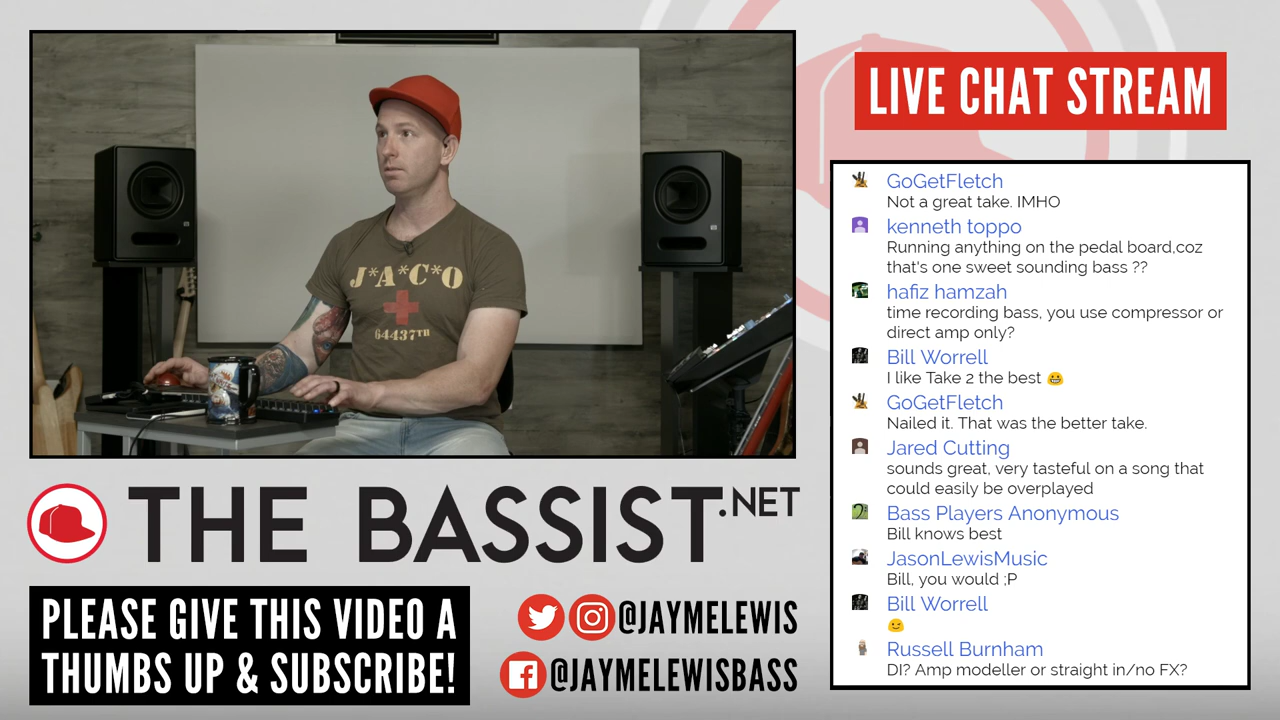 J*A*C*O
64437TH
THE BASSIST.NET
PLEASE GIVE THIS VIDEO A
THUMBS UP & SUBSCRIBE!
@JAYMELEWIS
@JAYMELEWISBASS
LIVE CHAT STREAM
GoGetFletch
Not a great take. IMHO
kenneth toppo
Running anything on the pedal board,coz
that's one sweet sounding bass ??
hafiz hamzah
time recording bass, you use compressor or
direct amp only?
Bill Worrell
I like Take 2 the best 😬
GoGetFletch
Nailed it. That was the better take.
Jared Cutting
sounds great, very tasteful on a song that
could easily be overplayed
Bass Players Anonymous
Bill knows best
JasonLewisMusic
Bill, you would ;P
Bill Worrell
😉
Russell Burnham
DI? Amp modeller or straight in/no FX?